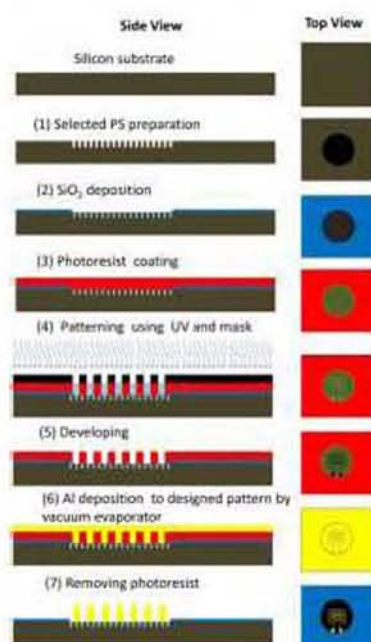 Side View
Top View
Silicon substrate
(1) Selected PS preparation
(2) SiO₂ deposition
(3) Photoresist coating
(4) Patterning using UV and mask
(5) Developing
(6) Al deposition to designed pattern by
vacuum evaporator
(7) Removing photoresist